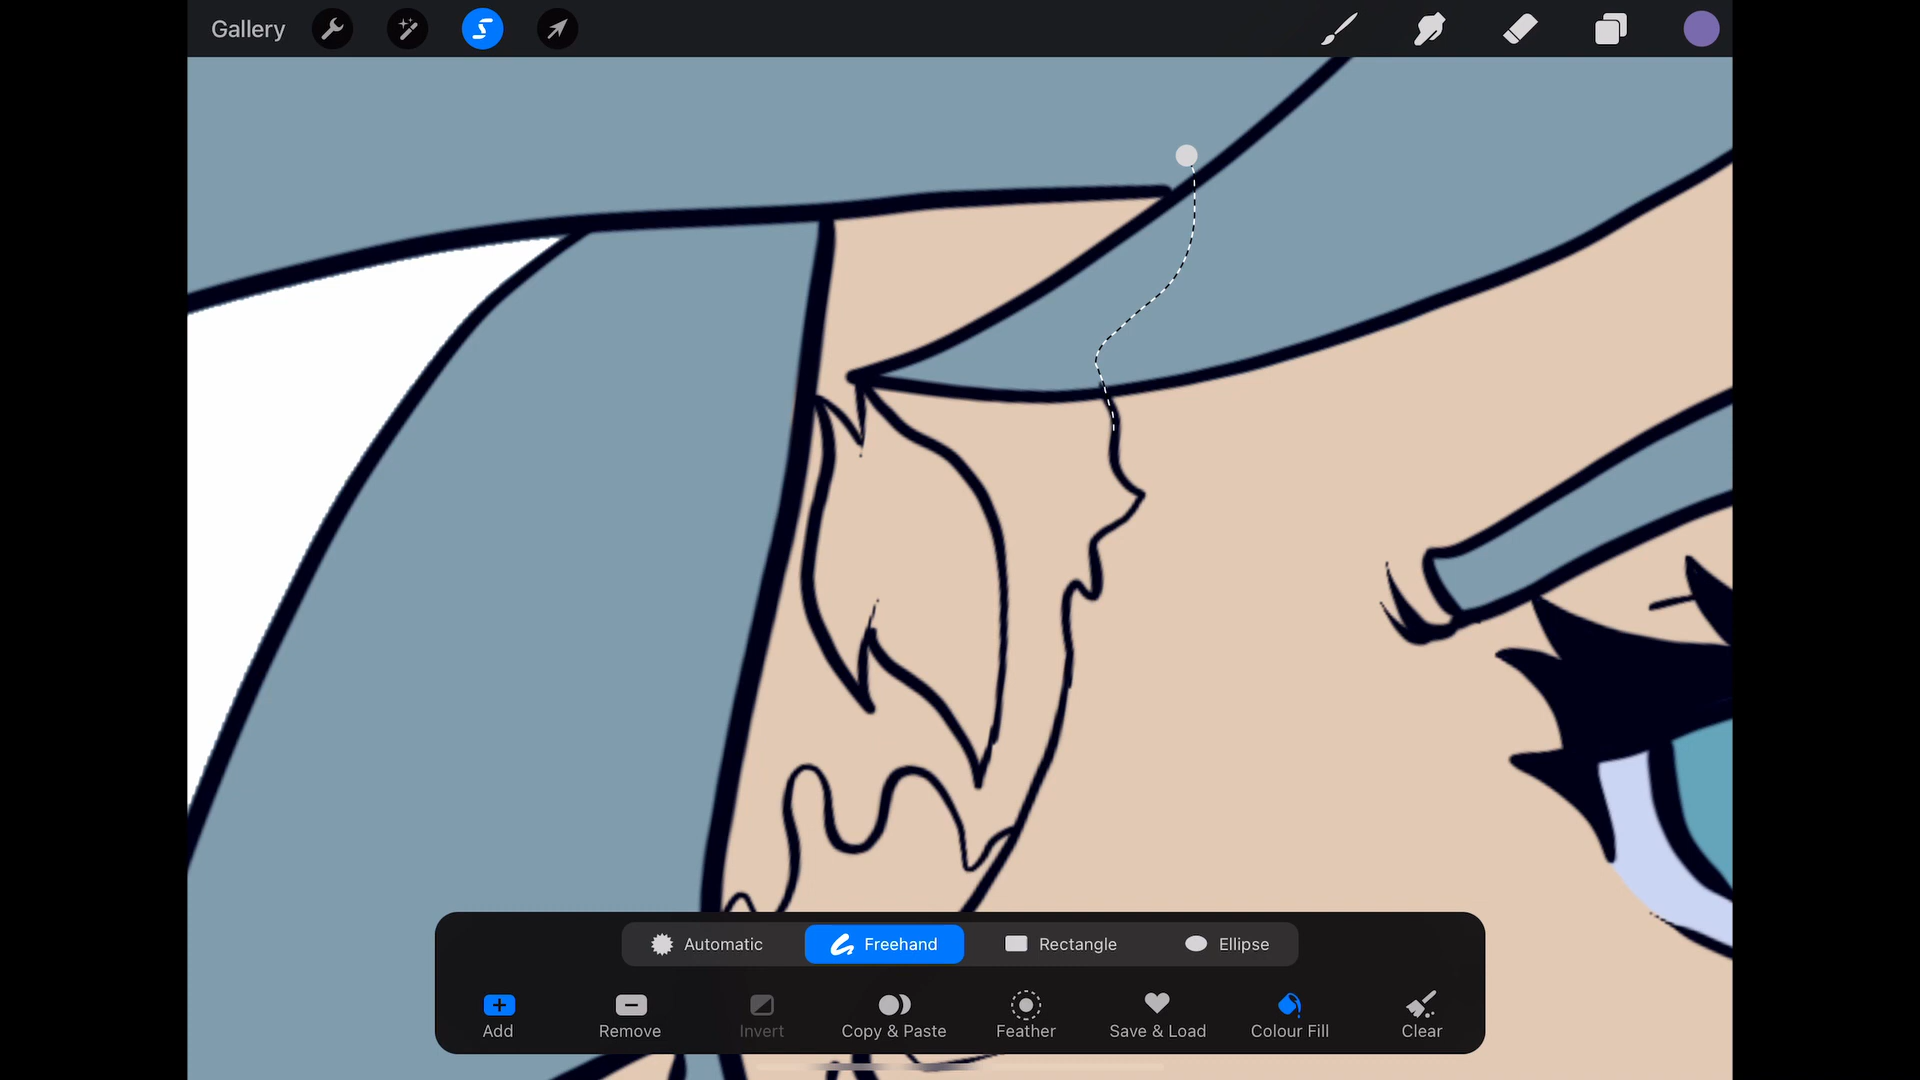 Gallery
Automatic Freehand Rectangle Ellipse
Add Remove Invert Copy & Paste Feather Save & Load Colour Fill Clear